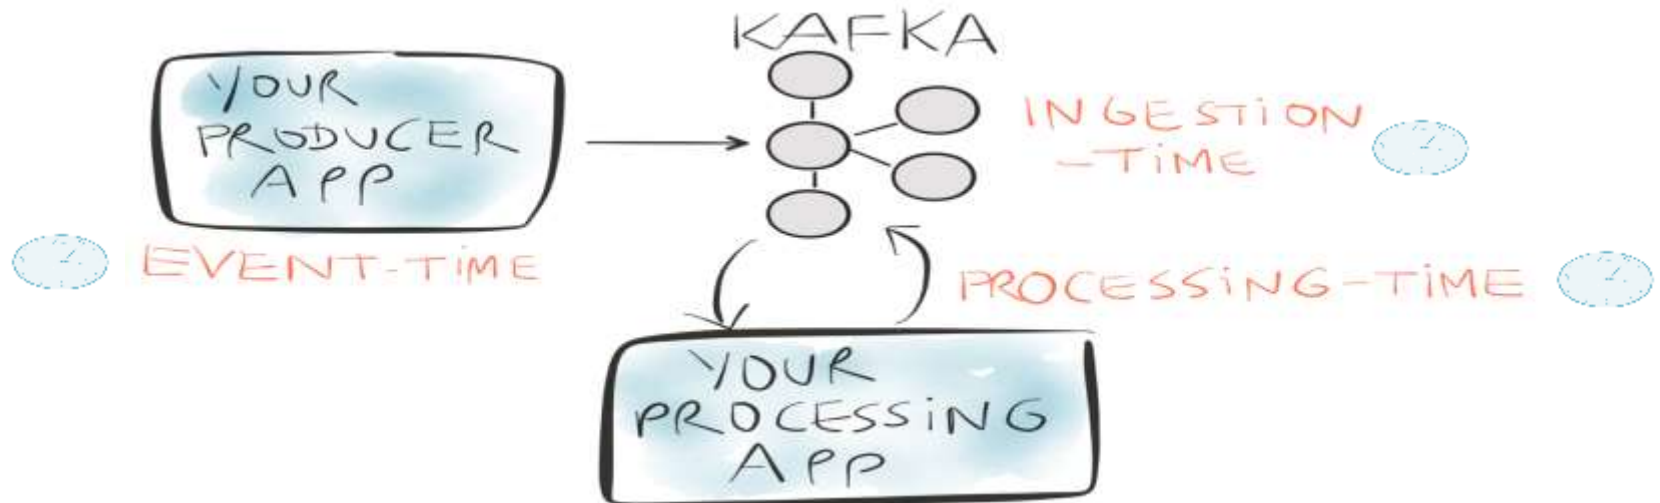 KAFKA
YOUR
PRODUCER
APP
INGESTION
-TiME
EVENT-TiME
PROCESSiNG-TiME
YOUR
PROCESSiNG
APP